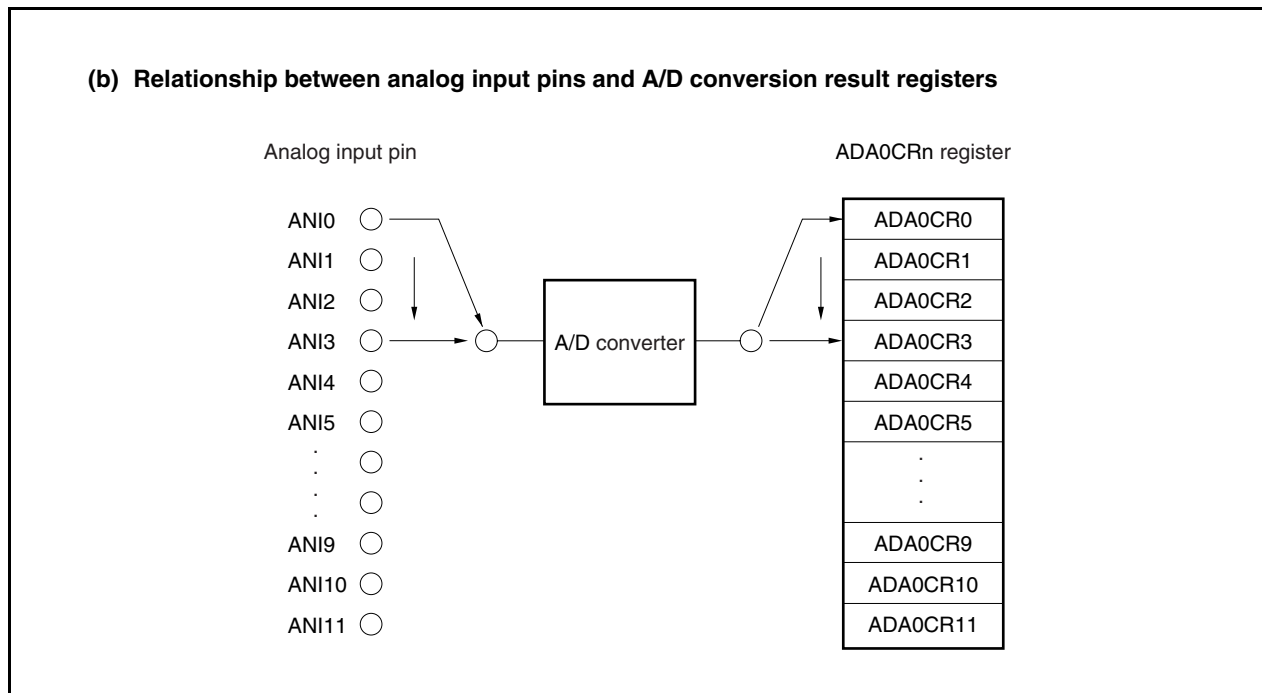 (b) Relationship between analog input pins and A/D conversion result registers
Analog input pin
ADA0CRn register
ANI0
ANI1
ANI2
ANI3
ANI4
ANI5
.
.
.
.
ANI9
ANI10
ANI11
A/D converter
ADA0CR0
ADA0CR1
ADA0CR2
ADA0CR3
ADA0CR4
ADA0CR5
.
.
.
ADA0CR9
ADA0CR10
ADA0CR11